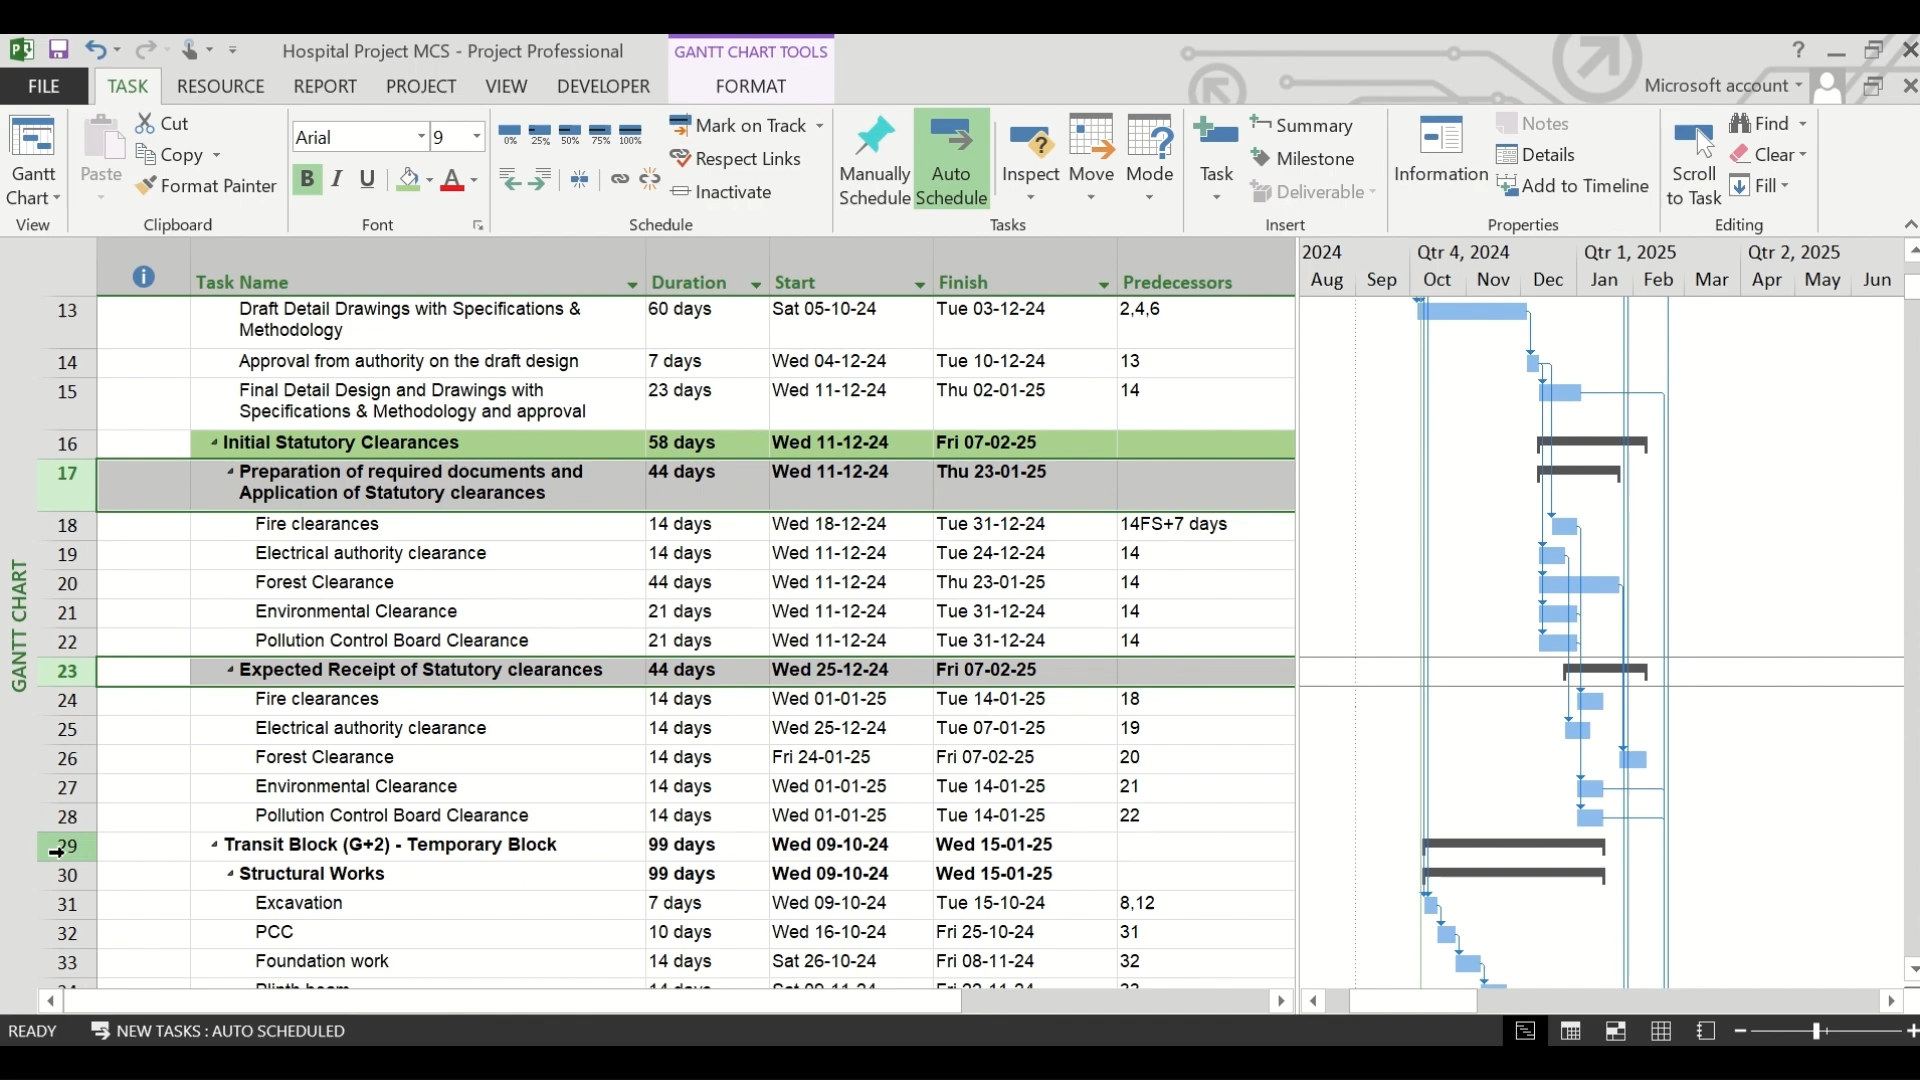 Hospital Project MCS - Project Professional
GANTT CHART TOOLS
?
FILE
TASK
RESOURCE
REPORT
PROJECT
VIEW
DEVELOPER
FORMAT
Microsoft account
Gantt
Chart
View
Paste
Cut
Copy
Format Painter
Clipboard
Arial
9
B I U
A
Font
0% 25% 50% 75% 100%
Mark on Track
Respect Links
Inactivate
Schedule
Manually
Schedule
Auto
Schedule
Inspect
Move
Mode
Tasks
Task
Summary
Milestone
Deliverable
Insert
Information
Notes
Details
Add to Timeline
Properties
Scroll
to Task
Find
Clear
Fill
Editing
Task Name Duration Start Finish Predecessors
2024 Qtr 4, 2024 Qtr 1, 2025 Qtr 2, 2025
Aug Sep Oct Nov Dec Jan Feb Mar Apr May Jun
GANTT CHART
13 Draft Detail Drawings with Specifications & 60 days Sat 05-10-24 Tue 03-12-24 2,4,6
Methodology
14 Approval from authority on the draft design 7 days Wed 04-12-24 Tue 10-12-24 13
15 Final Detail Design and Drawings with 23 days Wed 11-12-24 Thu 02-01-25 14
Specifications & Methodology and approval
16 Initial Statutory Clearances 58 days Wed 11-12-24 Fri 07-02-25
17 Preparation of required documents and 44 days Wed 11-12-24 Thu 23-01-25
Application of Statutory clearances
18 Fire clearances 14 days Wed 18-12-24 Tue 31-12-24 14FS+7 days
19 Electrical authority clearance 14 days Wed 11-12-24 Tue 24-12-24 14
20 Forest Clearance 44 days Wed 11-12-24 Thu 23-01-25 14
21 Environmental Clearance 21 days Wed 11-12-24 Tue 31-12-24 14
22 Pollution Control Board Clearance 21 days Wed 11-12-24 Tue 31-12-24 14
23 Expected Receipt of Statutory clearances 44 days Wed 25-12-24 Fri 07-02-25
24 Fire clearances 14 days Wed 01-01-25 Tue 14-01-25 18
25 Electrical authority clearance 14 days Wed 25-12-24 Tue 07-01-25 19
26 Forest Clearance 14 days Fri 24-01-25 Fri 07-02-25 20
27 Environmental Clearance 14 days Wed 01-01-25 Tue 14-01-25 21
28 Pollution Control Board Clearance 14 days Wed 01-01-25 Tue 14-01-25 22
29 Transit Block (G+2) - Temporary Block 99 days Wed 09-10-24 Wed 15-01-25
30 Structural Works 99 days Wed 09-10-24 Wed 15-01-25
31 Excavation 7 days Wed 09-10-24 Tue 15-10-24 8,12
32 PCC 10 days Wed 16-10-24 Fri 25-10-24 31
33 Foundation work 14 days Sat 26-10-24 Fri 08-11-24 32
READY NEW TASKS : AUTO SCHEDULED